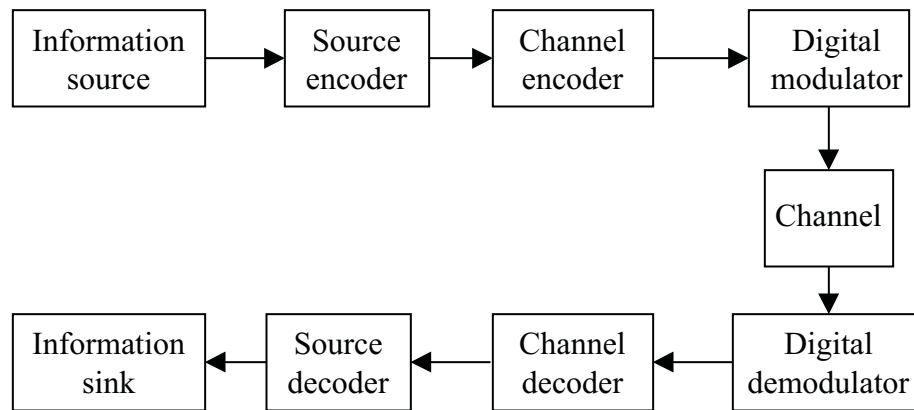 Information
source
Source
encoder
Channel
encoder
Digital
modulator
Channel
Information
sink
Source
decoder
Channel
decoder
Digital
demodulator